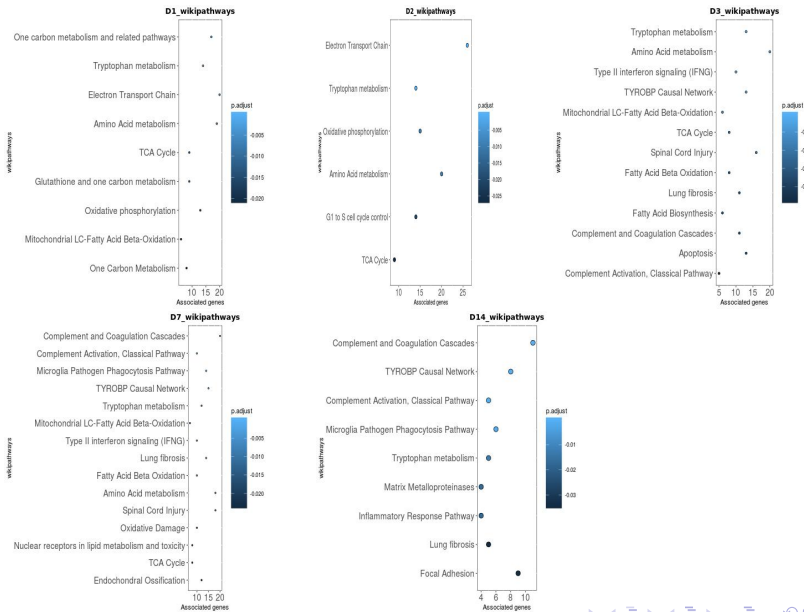 D1_wikipathways
wikipathways
One carbon metabolism and related pathways
Tryptophan metabolism
Electron Transport Chain
Amino Acid metabolism
TCA Cycle
Glutathione and one carbon metabolism
Oxidative phosphorylation
Mitochondrial LC-Fatty Acid Beta-Oxidation
One Carbon Metabolism
10 15 20
Associated genes
p.adjust
-0.005
-0.010
-0.015
-0.020
D2_wikipathways
wikipathways
Electron Transport Chain
Tryptophan metabolism
Oxidative phosphorylation
Amino Acid metabolism
G1 to S cell cycle control
TCA Cycle
10 15 20 25
Associated genes
p.adjust
-0.005
-0.010
-0.015
-0.020
-0.025
D3_wikipathways
wikipathways
Tryptophan metabolism
Amino Acid metabolism
Type II interferon signaling (IFNG)
TYROBP Causal Network
Mitochondrial LC-Fatty Acid Beta-Oxidation
TCA Cycle
Spinal Cord Injury
Fatty Acid Beta Oxidation
Lung fibrosis
Fatty Acid Biosynthesis
Complement and Coagulation Cascades
Apoptosis
Complement Activation, Classical Pathway
5 10 15 20
Associated genes
p.adjust
D7_wikipathways
wikipathways
Complement and Coagulation Cascades
Complement Activation, Classical Pathway
Microglia Pathogen Phagocytosis Pathway
TYROBP Causal Network
Tryptophan metabolism
Mitochondrial LC-Fatty Acid Beta-Oxidation
Type II interferon signaling (IFNG)
Lung fibrosis
Fatty Acid Beta Oxidation
Amino Acid metabolism
Spinal Cord Injury
Oxidative Damage
Nuclear receptors in lipid metabolism and toxicity
TCA Cycle
Endochondral Ossification
10 15 20
Associated genes
p.adjust
-0.005
-0.010
-0.015
-0.020
D14_wikipathways
wikipathways
Complement and Coagulation Cascades
TYROBP Causal Network
Complement Activation, Classical Pathway
Microglia Pathogen Phagocytosis Pathway
Tryptophan metabolism
Matrix Metalloproteinases
Inflammatory Response Pathway
Lung fibrosis
Focal Adhesion
4 6 8 10
Associated genes
p.adjust
-0.01
-0.02
-0.03